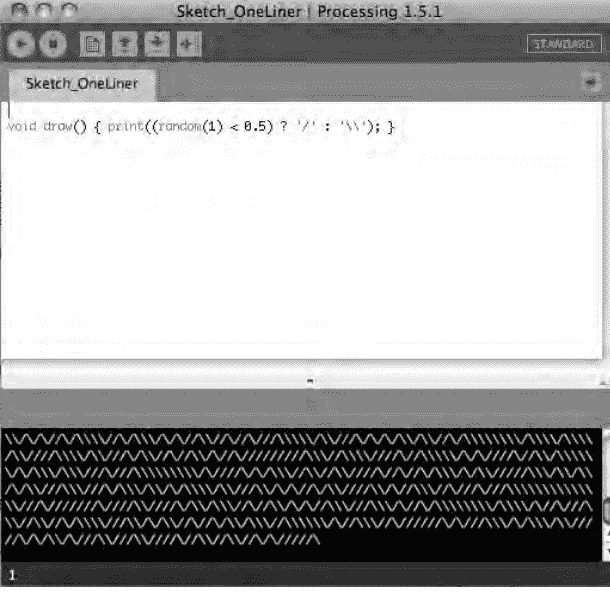 Sketch_OneLiner | Processing 1.5.1
STANDARD
Sketch_OneLiner
void draw() { print((random(1) < 0.5) ? '/' : '\\'); }
1